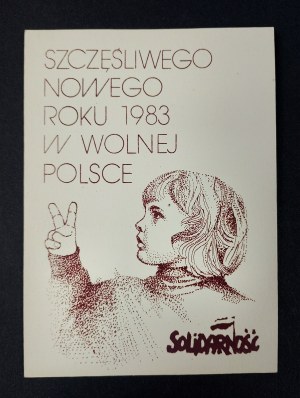 SZCZĘŚLIWEGO
NOWEGO
ROKU 1983
W WOLNEJ
POLSCE
SOLIDARNOŚĆ